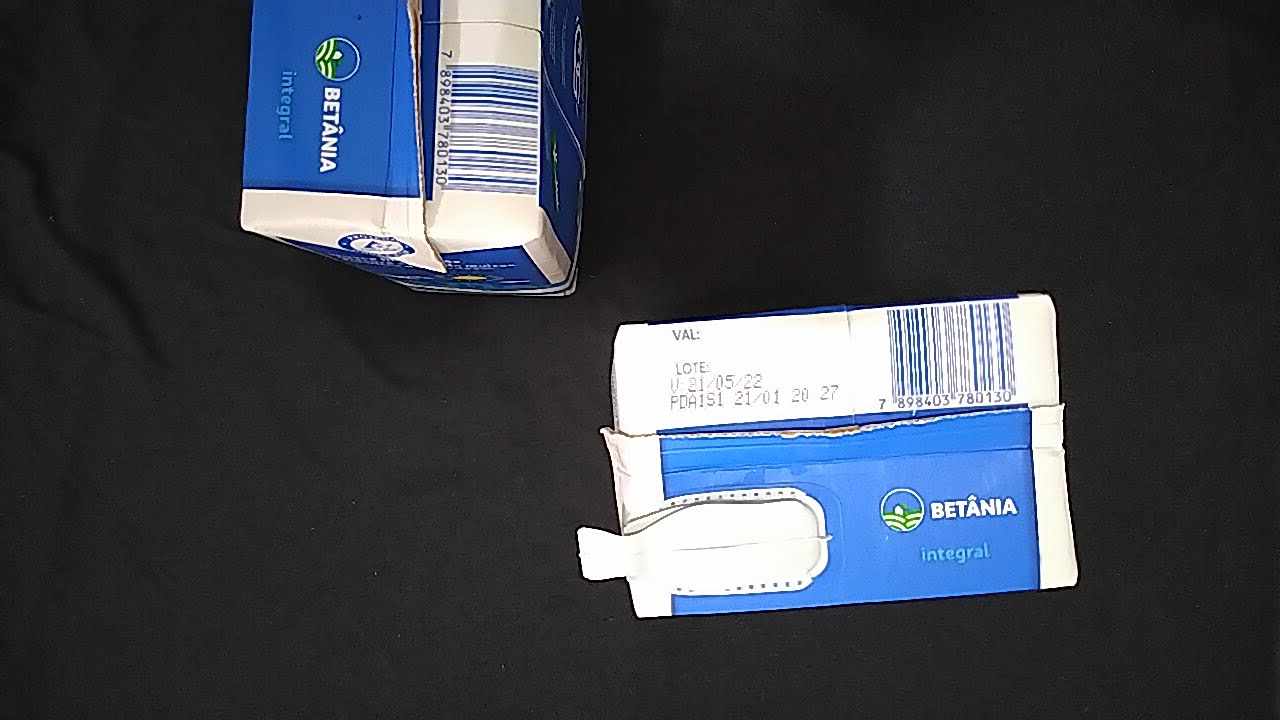 BETÂNIA
integral
7 898403 780130
VAL:
LOTE:
V:21/05/22
PDA1S1 21/01 20 27
7 898403 780130
BETÂNIA
integral